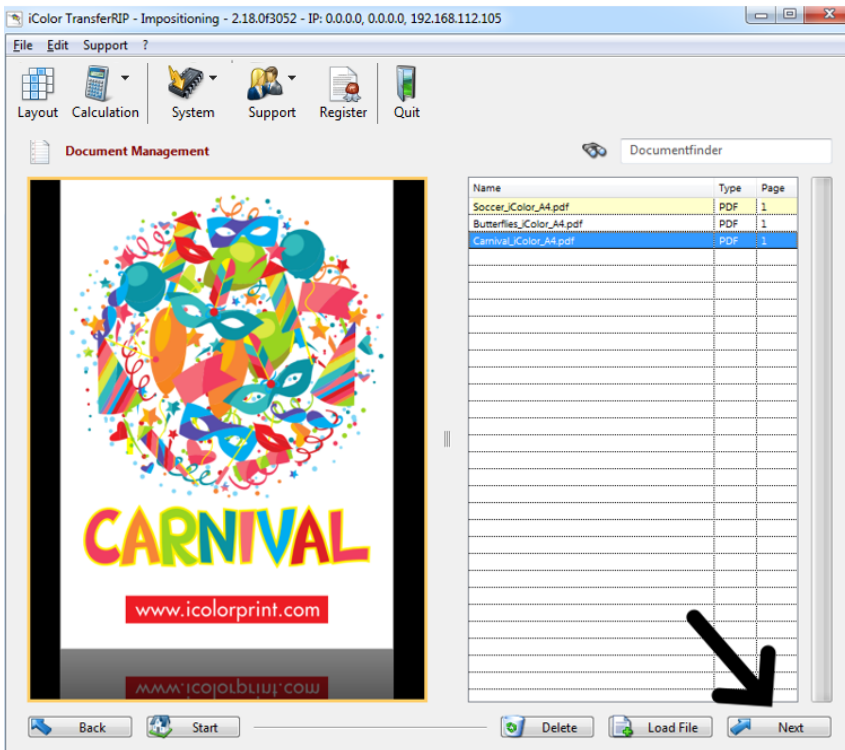 iColor TransferRIP - Impositioning - 2.18.0f3052 - IP: 0.0.0.0, 0.0.0.0, 192.168.112.105
File Edit Support ?
Layout Calculation System Support Register Quit
Document Management
Documentfinder
Name Type Page
Soccer_iColor_A4.pdf PDF 1
Butterflies_iColor_A4.pdf PDF 1
Carnival_iColor_A4.pdf PDF 1
CARNIVAL
www.icolorprint.com
www.icolorprint.com
Back Start Delete Load File Next